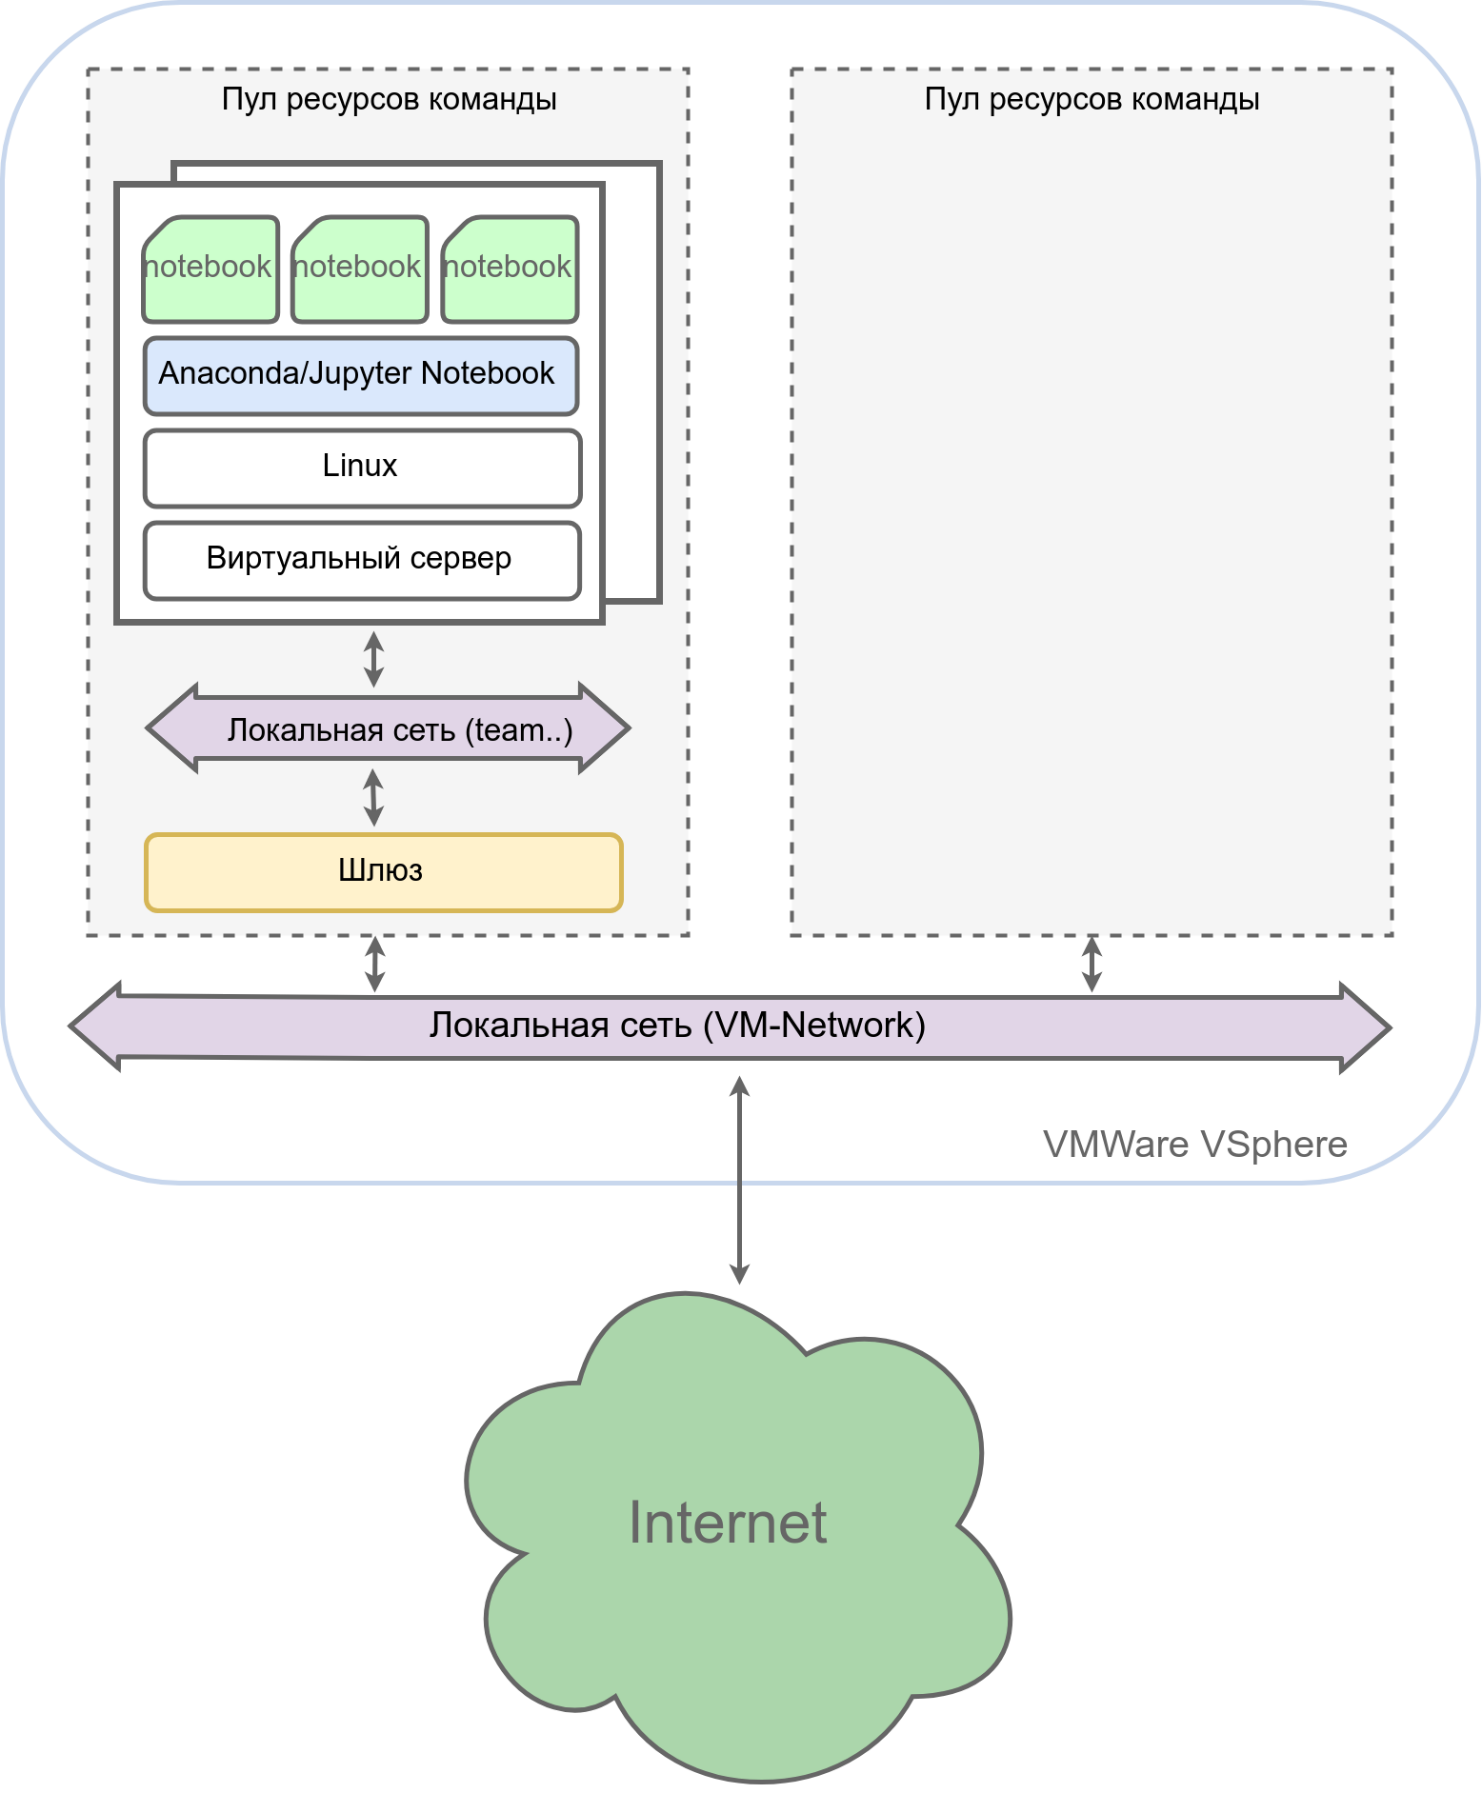 Пул ресурсов команды
Пул ресурсов команды
notebook notebook notebook
Anaconda/Jupyter Notebook
Linux
Виртуальный сервер
Локальная сеть (team..)
Шлюз
Локальная сеть (VM-Network)
VMWare VSphere
Internet